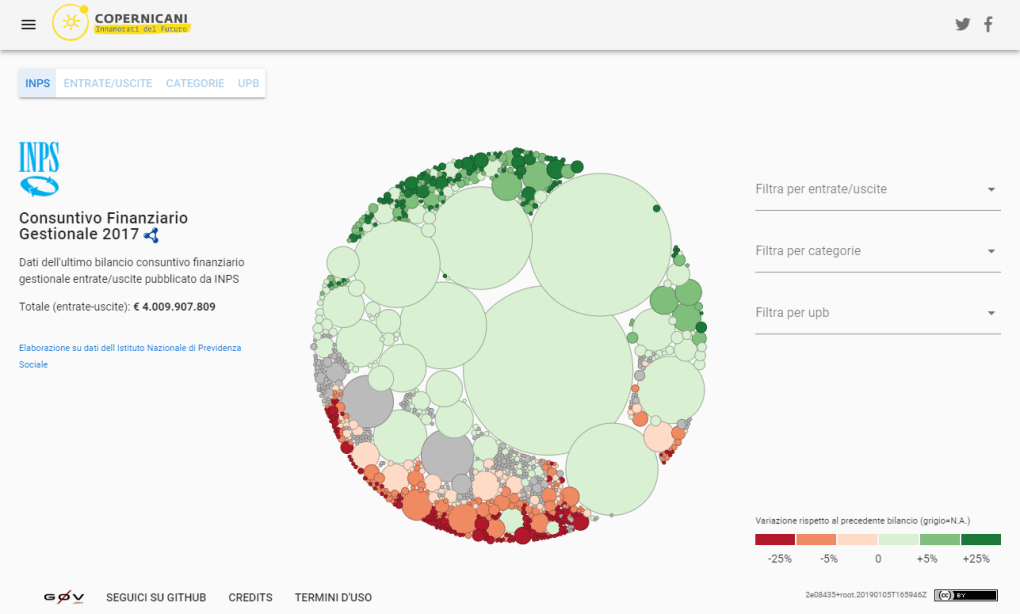 COPERNICANI
Innamorati del Futuro
INPS ENTRATE/USCITE CATEGORIE UPB
INPS
Consuntivo Finanziario
Gestionale 2017
Dati dell'ultimo bilancio consuntivo finanziario
gestionale entrate/uscite pubblicato da INPS
Totale (entrate-uscite): € 4.009.907.809
Elaborazione su dati dell Istituto Nazionale di Previdenza
Sociale
Filtra per entrate/uscite
Filtra per categorie
Filtra per upb
Variazione rispetto al precedente bilancio (grigio=N.A.)
-25% -5% 0 +5% +25%
GOV SEGUICI SU GITHUB CREDITS TERMINI D'USO
2e08435+root.20190105T165946Z
cc BY